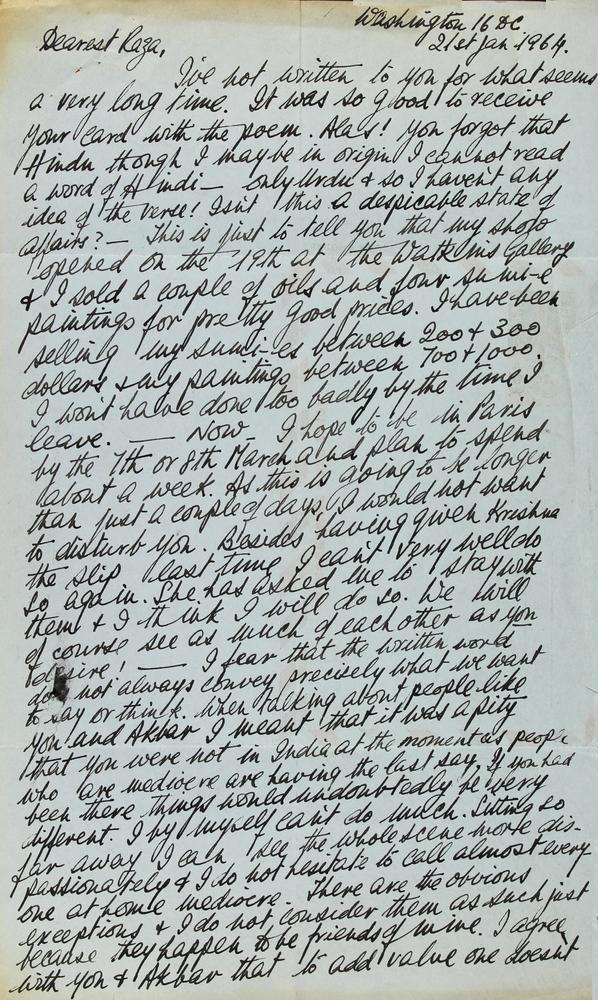 Washington 16 DC
21st Jan 1964.
Dearest Raza,
I've not written to you for what seems
a very long time. It was so good to receive
your card with the poem. Alas! you forgot that
Hindu though I may be in origin I cannot read
a word of Hindi — only Urdu & so I haven't any
idea of the verse! Isn't this a despicable state of
affairs? — This is just to tell you that my show
opened on the 19th at the Watkins Gallery
& I sold a couple of oils and four sumi-e
paintings for pretty good prices. I have been
selling my sumi-es between 200 & 300
dollars & my paintings between 700 & 1000.
I won't have done too badly by the time I
leave. — Now I hope to be in Paris
by the 7th or 8th March and plan to spend
about a week. As this is going to be longer
than just a couple of days, I would not want
to disturb you. Besides having given Krishna
the slip last time I can't very well do
so again. She has asked me to stay with
them & I think I will do so. We will
of course see as much of each other as you
desire! — I fear that the written world
do not always convey precisely what we want
to say or think. When talking about people like
you and Akbar I meant that it was a pity
that you were not in India at the moment as people
who are mediocre are having the last say. If you had
been there things would undoubtedly be very
different. I by myself can't do much. Sitting so
far away I can see the whole scene more dis-
passionately & I do not hesitate to call almost every
one at home mediocre. There are the obvious
exceptions & I do not consider them as such just
because they happen to be friends of mine. I agree
with you & Akbar that to add value one doesn't